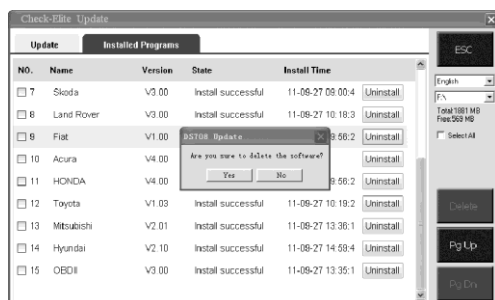 Check-Elite Update
Update Installed Programs
NO. Name Version State Install Time
7 Skoda V3.00 Install successful 11-09-27 09:00:4 Uninstall
8 Land Rover V3.00 Install successful 11-09-27 10:18:3 Uninstall
9 Fiat V1.00 9:56:2 Uninstall
10 Acura V4.00 Uninstall
11 HONDA V4.00 9:56:2 Uninstall
12 Toyota V1.03 Install successful 11-09-27 10:19:2 Uninstall
13 Mitsubishi V2.01 Install successful 11-09-27 13:36:1 Uninstall
14 Hyundai V2.10 Install successful 11-08-27 14:59:4 Uninstall
15 OBDII V3.00 Install successful 11-09-27 13:35:1 Uninstall
DS708 Update
Are you sure to delete the software?
Yes No
ESC
English
F:\
Total:1881 MB
Free:569 MB
Select All
Delete
Pg Up
Pg Dn